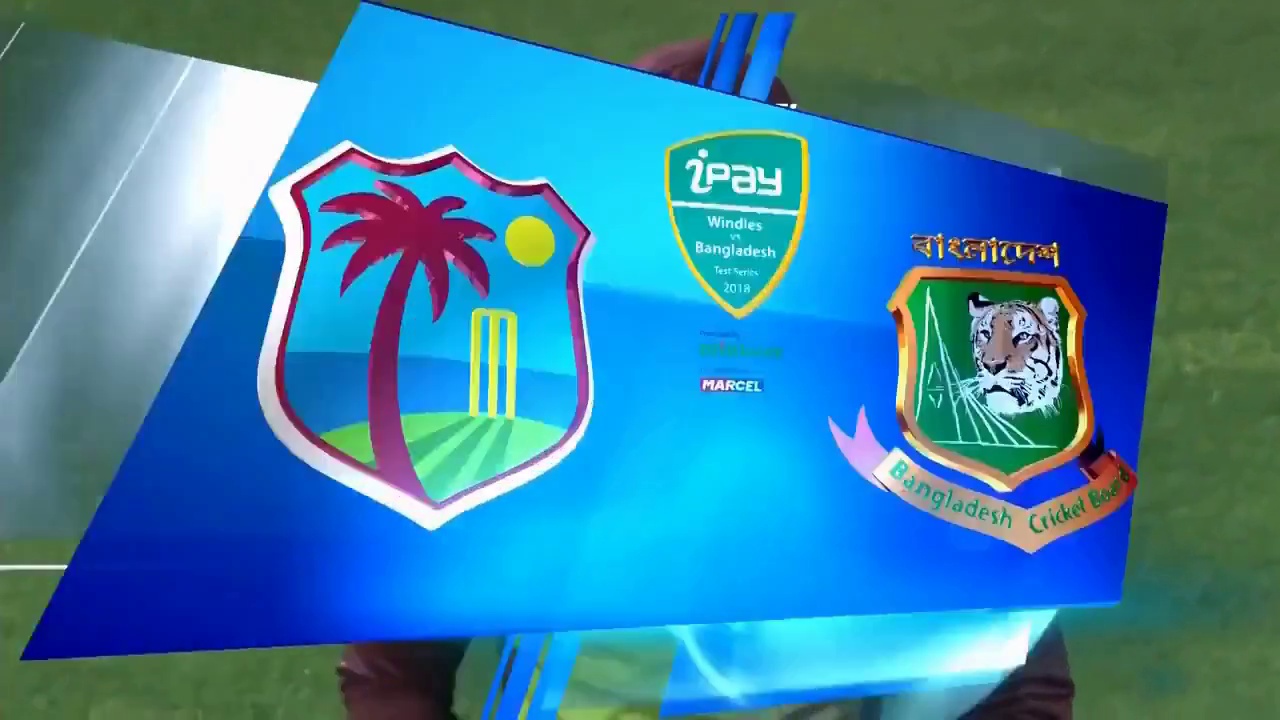 iPay
Windies
vs
Bangladesh
Test Series
2018
MARCEL
বাংলাদেশ
Bangladesh Cricket Board